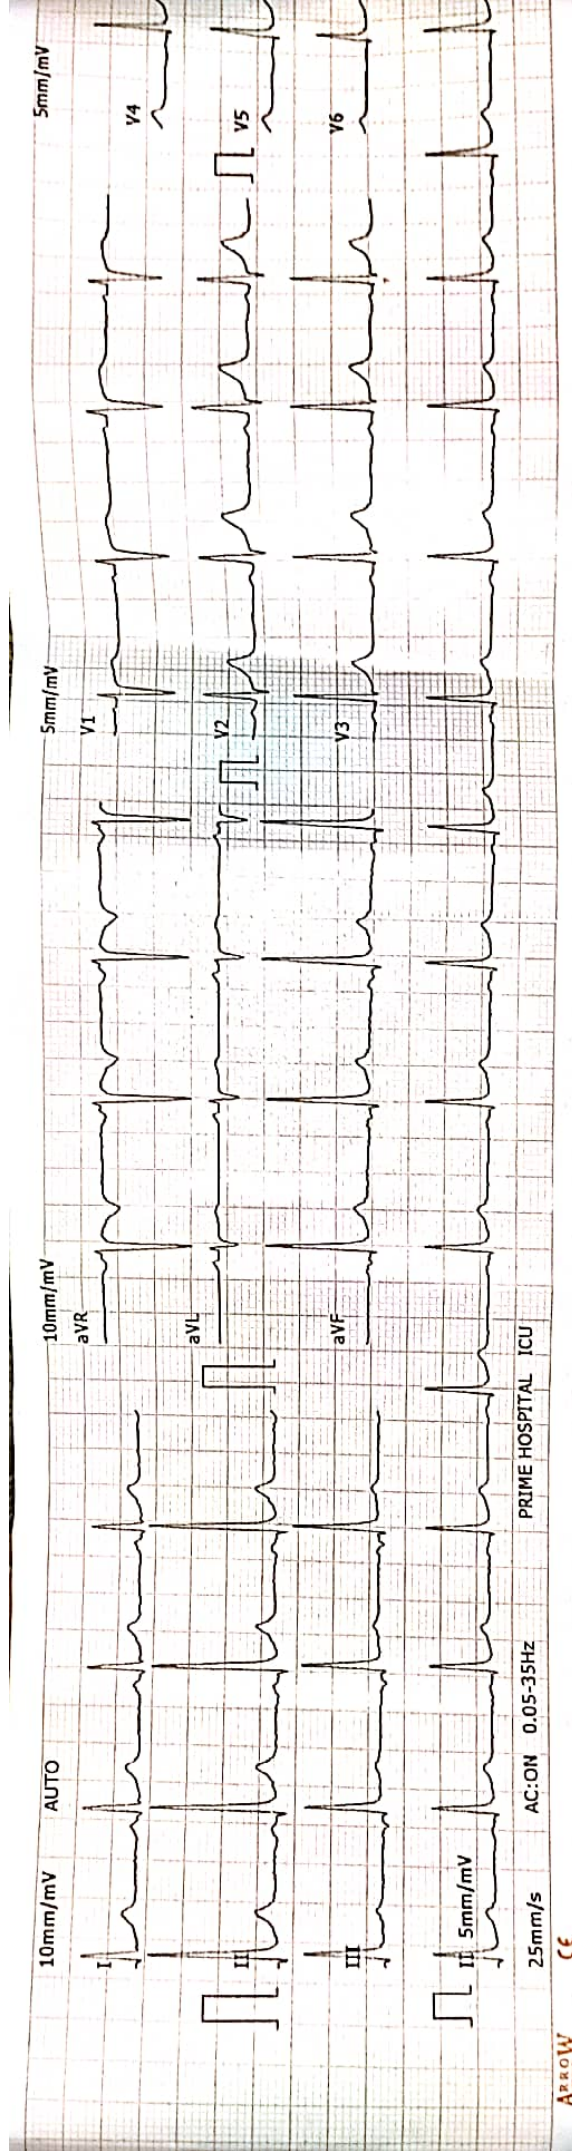 10mm/mV AUTO 10mm/mV 5mm/mV 5mm/mV
I aVR V1 V4
II aVL V2 V5
III aVF V3 V6
II 5mm/mV
25mm/s AC:ON 0.05-35Hz PRIME HOSPITAL ICU
ARROW CE